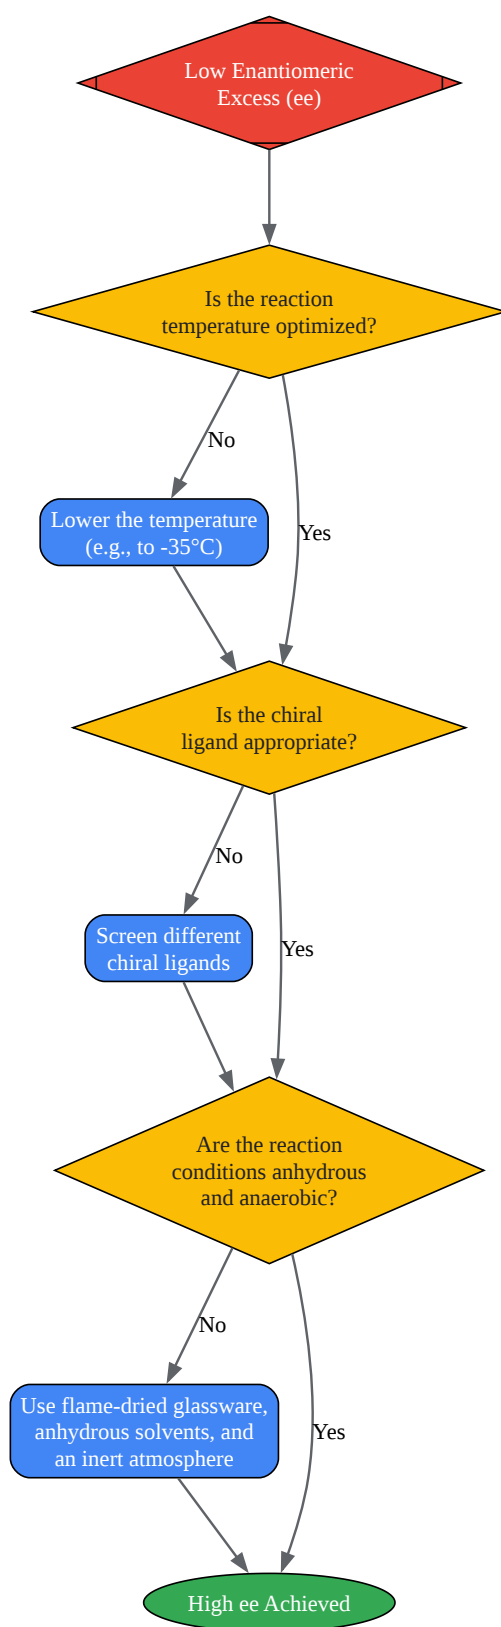 Low Enantiomeric
Excess (ee)
Is the reaction
temperature optimized?
No
Lower the temperature
(e.g., to -35°C)
Yes
Is the chiral
ligand appropriate?
No
Screen different
chiral ligands
Yes
Are the reaction
conditions anhydrous
and anaerobic?
No
Use flame-dried glassware,
anhydrous solvents, and
an inert atmosphere
Yes
High ee Achieved